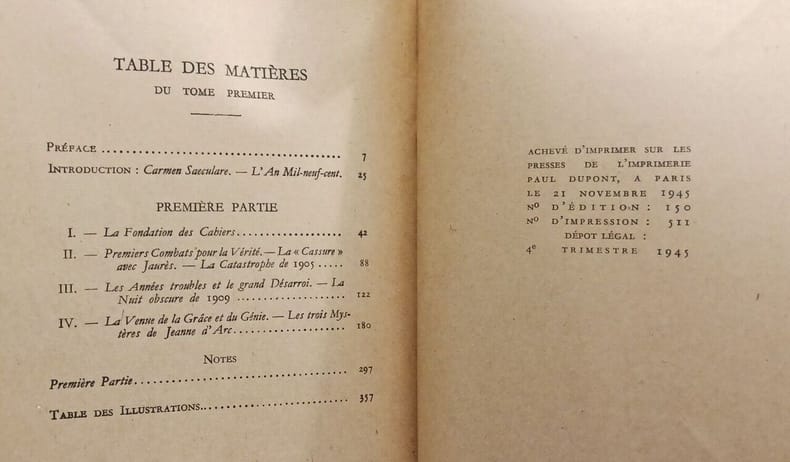 TABLE DES MATIÈRES
DU TOME PREMIER
PRÉFACE ........................................ 7
INTRODUCTION : Carmen Saeculare. — L'An Mil-neuf-cent. 25
PREMIÈRE PARTIE
I. — La Fondation des Cahiers .................. 42
II. — Premiers Combats pour la Vérité. — La « Cassure »
avec Jaurès. — La Catastrophe de 1905 ..... 88
III. — Les Années troubles et le grand Désarroi. — La
Nuit obscure de 1909 .................. 122
IV. — La Venue de la Grâce et du Génie. — Les trois Mys-
tères de Jeanne d'Arc .................... 180
NOTES
Première Partie ................................... 297
TABLE DES ILLUSTRATIONS ......................... 357
ACHEVÉ D'IMPRIMER SUR LES
PRESSES DE L'IMPRIMERIE
PAUL DUPONT, A PARIS
LE 21 NOVEMBRE 1945
Nº D'ÉDITION : 150
Nº D'IMPRESSION : 511
DÉPOT LÉGAL :
4e TRIMESTRE 1945